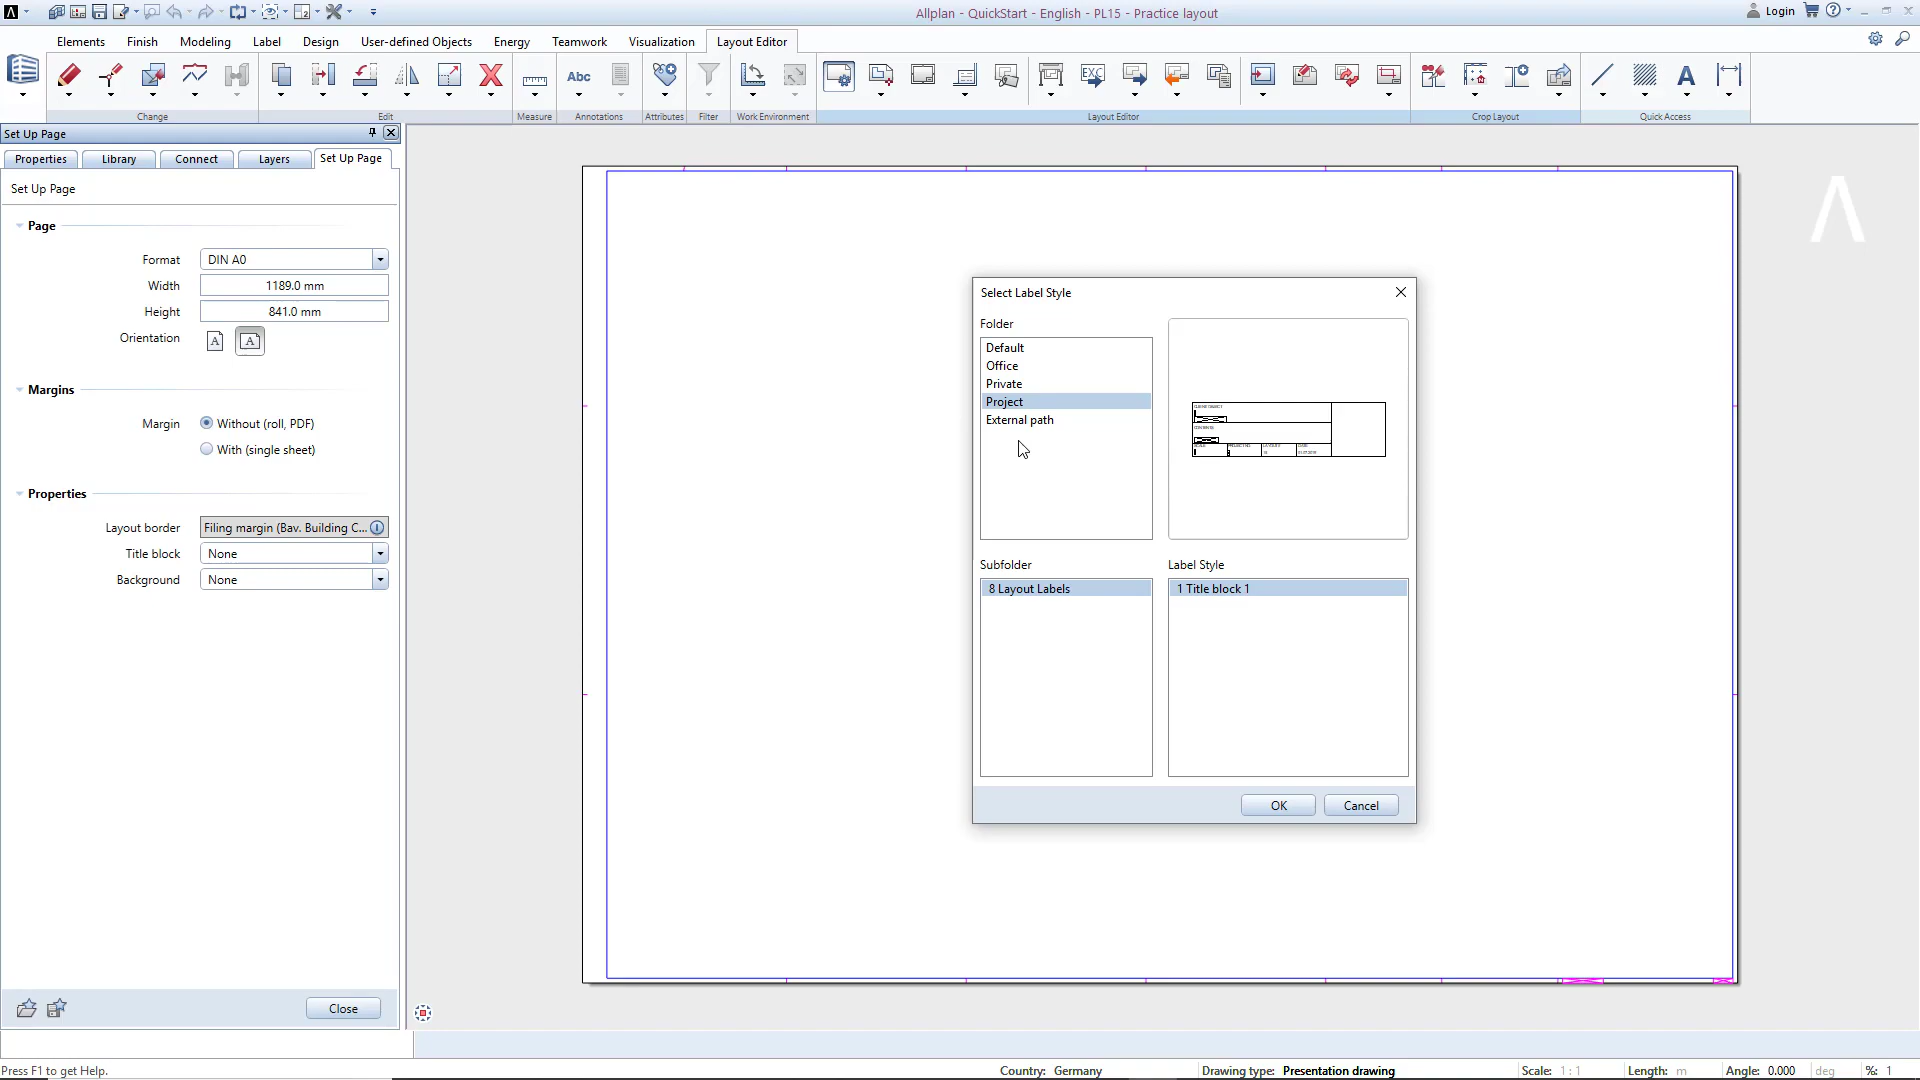 Allplan - QuickStart - English - PL15 - Practice layout
Login
Elements
Finish
Modeling
Label
Design
User-defined Objects
Energy
Teamwork
Visualization
Layout Editor
Abc
EXC
A
Change
Edit
Measure
Annotations
Attributes
Filter
Work Environment
Layout Editor
Crop Layout
Quick Access
Set Up Page
Properties
Library
Connect
Layers
Set Up Page
Set Up Page
Page
Format
DIN A0
Width
1189.0 mm
Height
841.0 mm
Orientation
A
A
Margins
Margin
Without (roll, PDF)
With (single sheet)
Properties
Layout border
Filing margin (Bav. Building C...
Title block
None
Background
None
Close
Select Label Style
Folder
Default
Office
Private
Project
External path
Subfolder
8 Layout Labels
Label Style
1 Title block 1
OK
Cancel
Press F1 to get Help.
Country: Germany
Drawing type: Presentation drawing
Scale: 1 : 1
Length: m
Angle: 0.000 deg
%: 1